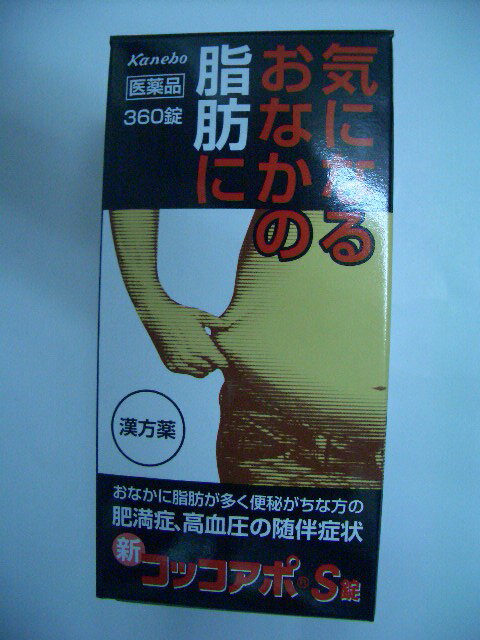 Kanebo
医薬品
360錠
気になる
おなかの
脂肪に
漢方薬
おなかに脂肪が多く便秘がちな方の
肥満症、高血圧の随伴症状
新コッコアポ®S錠